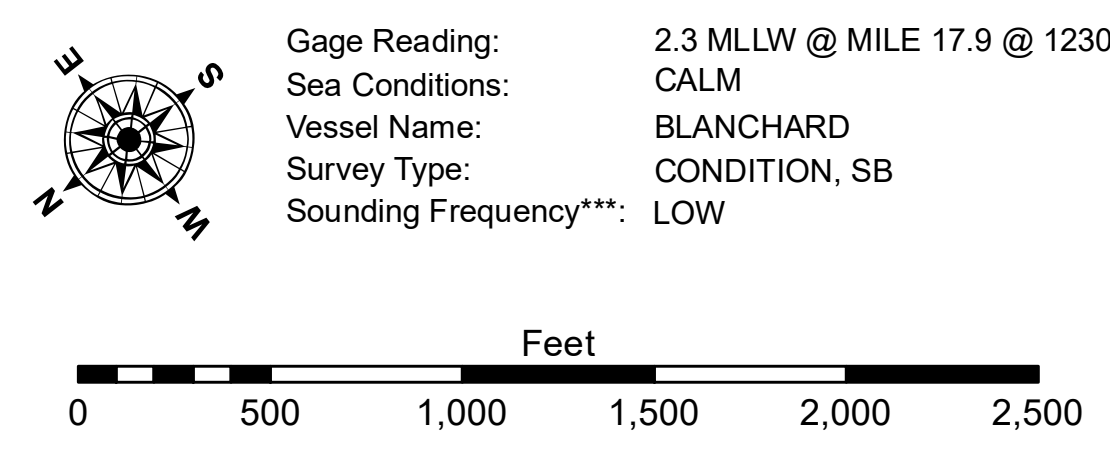 E
S
N
W
Gage Reading: 2.3 MLLW @ MILE 17.9 @ 1230
Sea Conditions: CALM
Vessel Name: BLANCHARD
Survey Type: CONDITION, SB
Sounding Frequency***: LOW
Feet
0 500 1,000 1,500 2,000 2,500